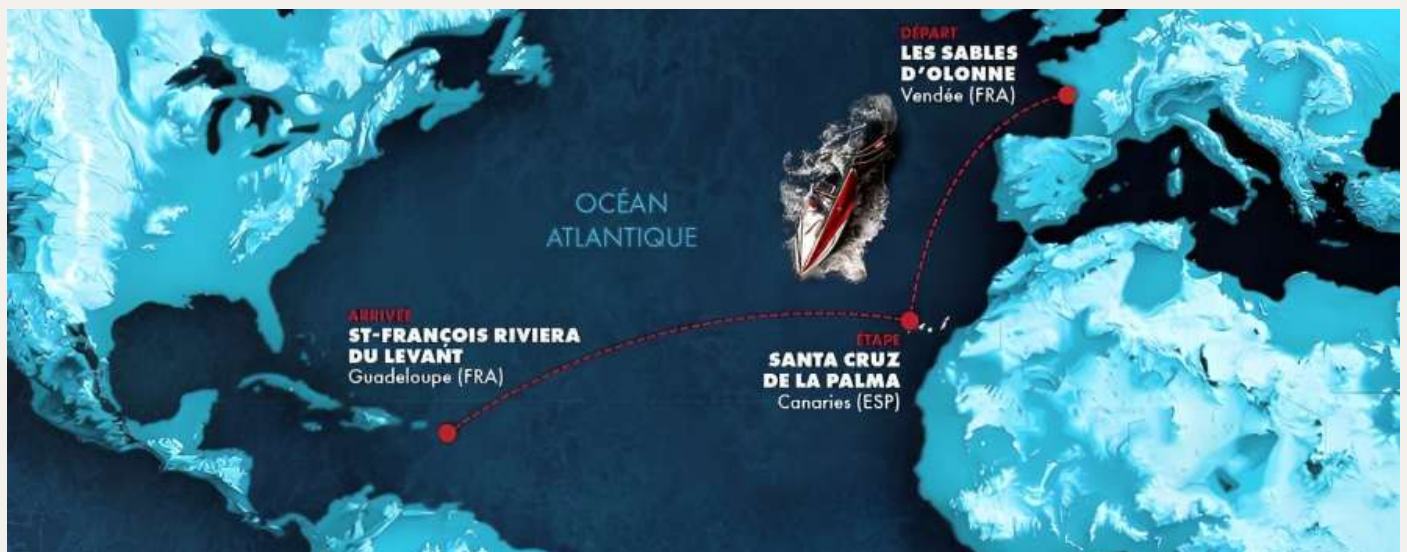 DÉPART
LES SABLES
D'OLONNE
Vendée (FRA)
OCÉAN
ATLANTIQUE
ARRIVÉE
ST-FRANÇOIS RIVIERA
DU LEVANT
Guadeloupe (FRA)
ÉTAPE
SANTA CRUZ
DE LA PALMA
Canaries (ESP)